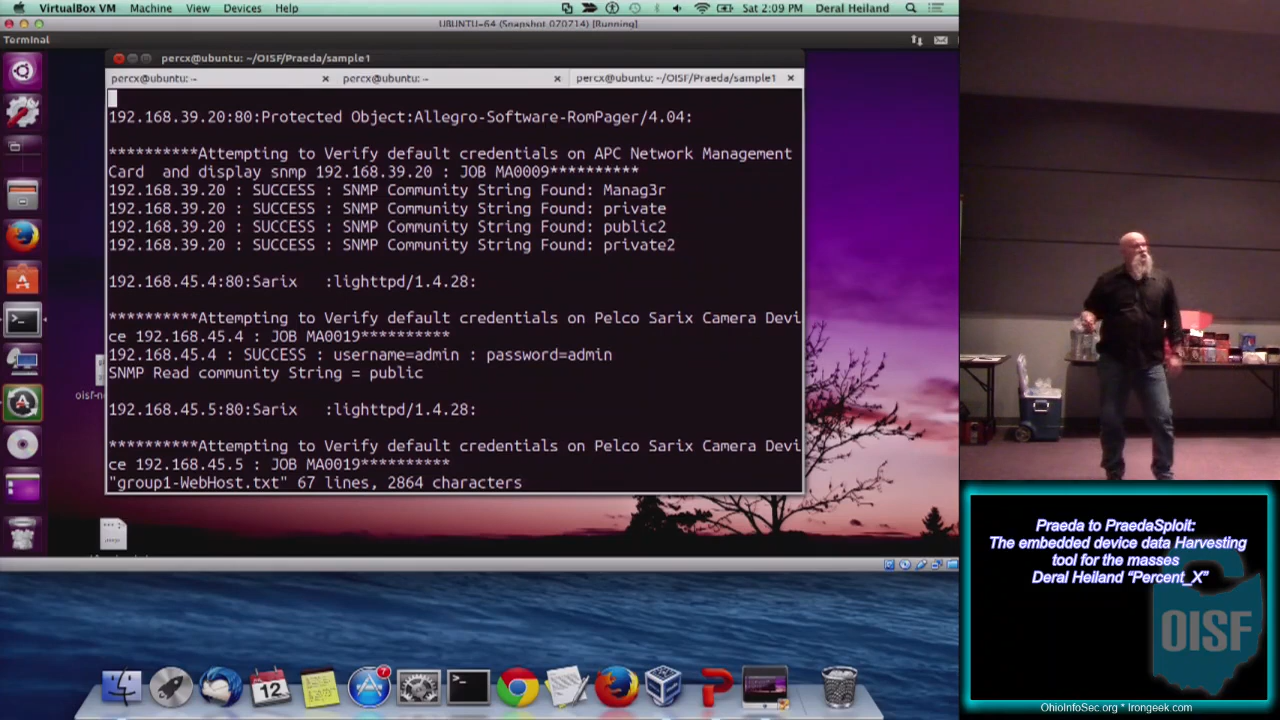 VirtualBox VM Machine View Devices Help
Sat 2:09 PM Deral Heiland
UBUNTU-64 (Snapshot 070714) [Running]
Terminal
percx@ubuntu: ~/OISF/Praeda/sample1
percx@ubuntu: ~ x percx@ubuntu: ~ x percx@ubuntu: ~/OISF/Praeda/sample1 x
192.168.39.20:80:Protected Object:Allegro-Software-RomPager/4.04:
**********Attempting to Verify default credentials on APC Network Management
Card  and display snmp 192.168.39.20 : JOB MA0009**********
192.168.39.20 : SUCCESS : SNMP Community String Found: Manag3r
192.168.39.20 : SUCCESS : SNMP Community String Found: private
192.168.39.20 : SUCCESS : SNMP Community String Found: public2
192.168.39.20 : SUCCESS : SNMP Community String Found: private2
192.168.45.4:80:Sarix   :lighttpd/1.4.28:
**********Attempting to Verify default credentials on Pelco Sarix Camera Devi
ce 192.168.45.4 : JOB MA0019**********
192.168.45.4 : SUCCESS : username=admin : password=admin
SNMP Read community String = public
192.168.45.5:80:Sarix   :lighttpd/1.4.28:
**********Attempting to Verify default credentials on Pelco Sarix Camera Devi
ce 192.168.45.5 : JOB MA0019**********
"group1-WebHost.txt" 67 lines, 2864 characters
7
12
Praeda to PraedaSploit:
The embedded device data Harvesting
tool for the masses
Deral Heiland “Percent_X”
OISF
OhioInfoSec.org * Irongeek.com